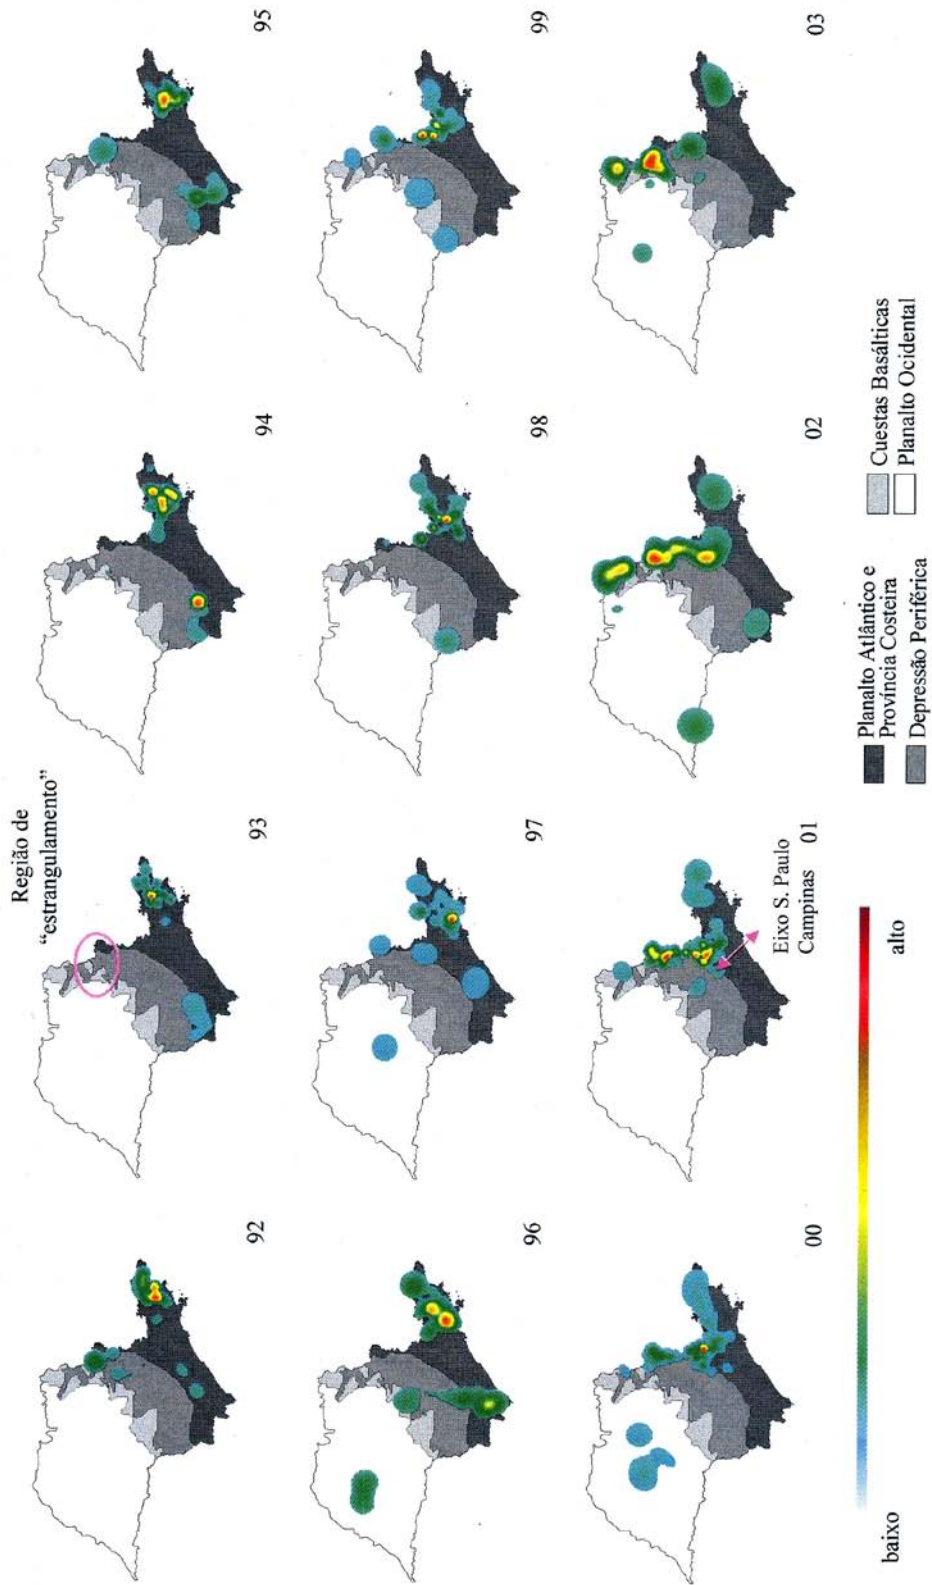 Região de
“estrangulamento”
92
93
94
95
96
97
98
99
Eixo S. Paulo
Campinas
00
01
02
03
baixo
alto
Planalto Atlântico e
Província Costeira
Depressão Periférica
Cuestas Basálticas
Planalto Ocidental